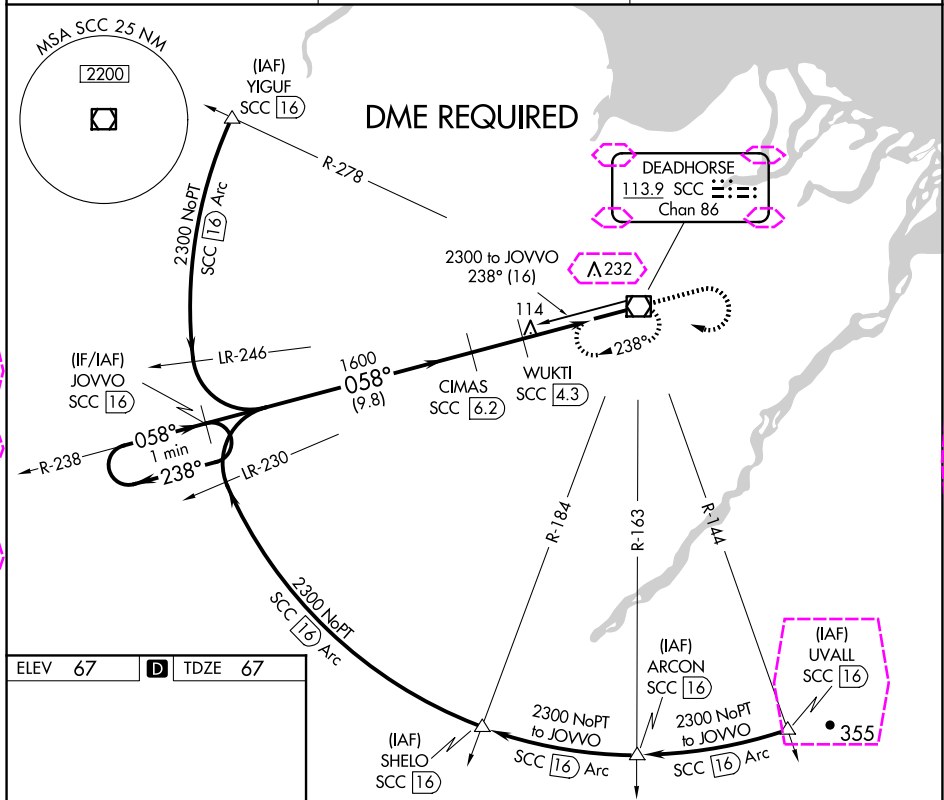 MSA SCC 25 NM
2200
(IAF)
YIGUF
SCC 16
DME REQUIRED
R-278
DEADHORSE
113.9 SCC
Chan 86
2300 NoPT
SCC 16 Arc
2300 to JOVVO
238° (16)
232
114
238°
LR-246
(IF/IAF)
JOVVO
SCC 16
1600
058°
(9.8)
CIMAS
SCC 6.2
WUKTI
SCC 4.3
058°
1 min
238°
R-238
LR-230
R-184
R-163
R-144
2300 NoPT
SCC 16 Arc
(IAF)
UVALL
SCC 16
355
(IAF)
ARCON
SCC 16
2300 NoPT
to JOVVO
SCC 16 Arc
2300 NoPT
to JOVVO
SCC 16 Arc
(IAF)
SHELO
SCC 16
ELEV 67 D TDZE 67